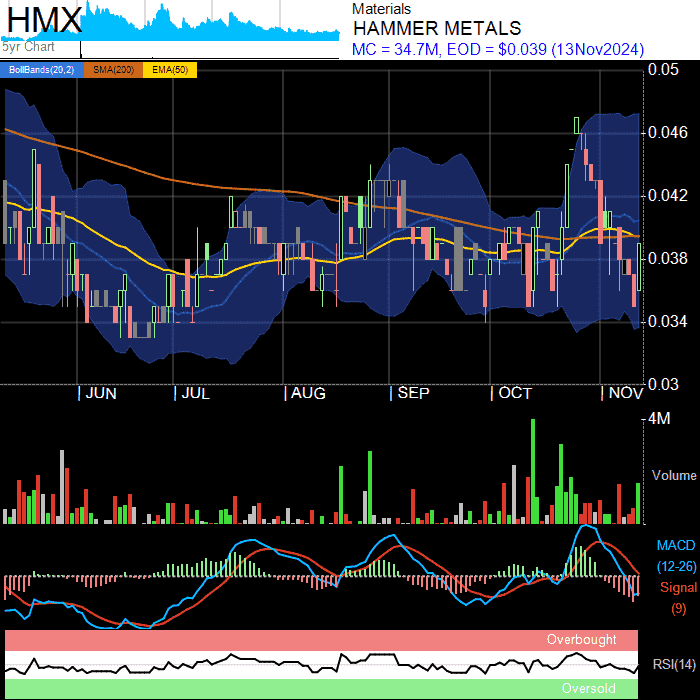 HMX
5yr Chart
Materials
HAMMER METALS
MC = 34.7M, EOD = $0.039 (13Nov2024)
BollBands(20,2) SMA(200) EMA(50)
0.05
0.046
0.042
0.038
0.034
0.03
JUN JUL AUG SEP OCT NOV
4M
Volume
MACD
(12-26)
Signal
(9)
Overbought
RSI(14)
Oversold